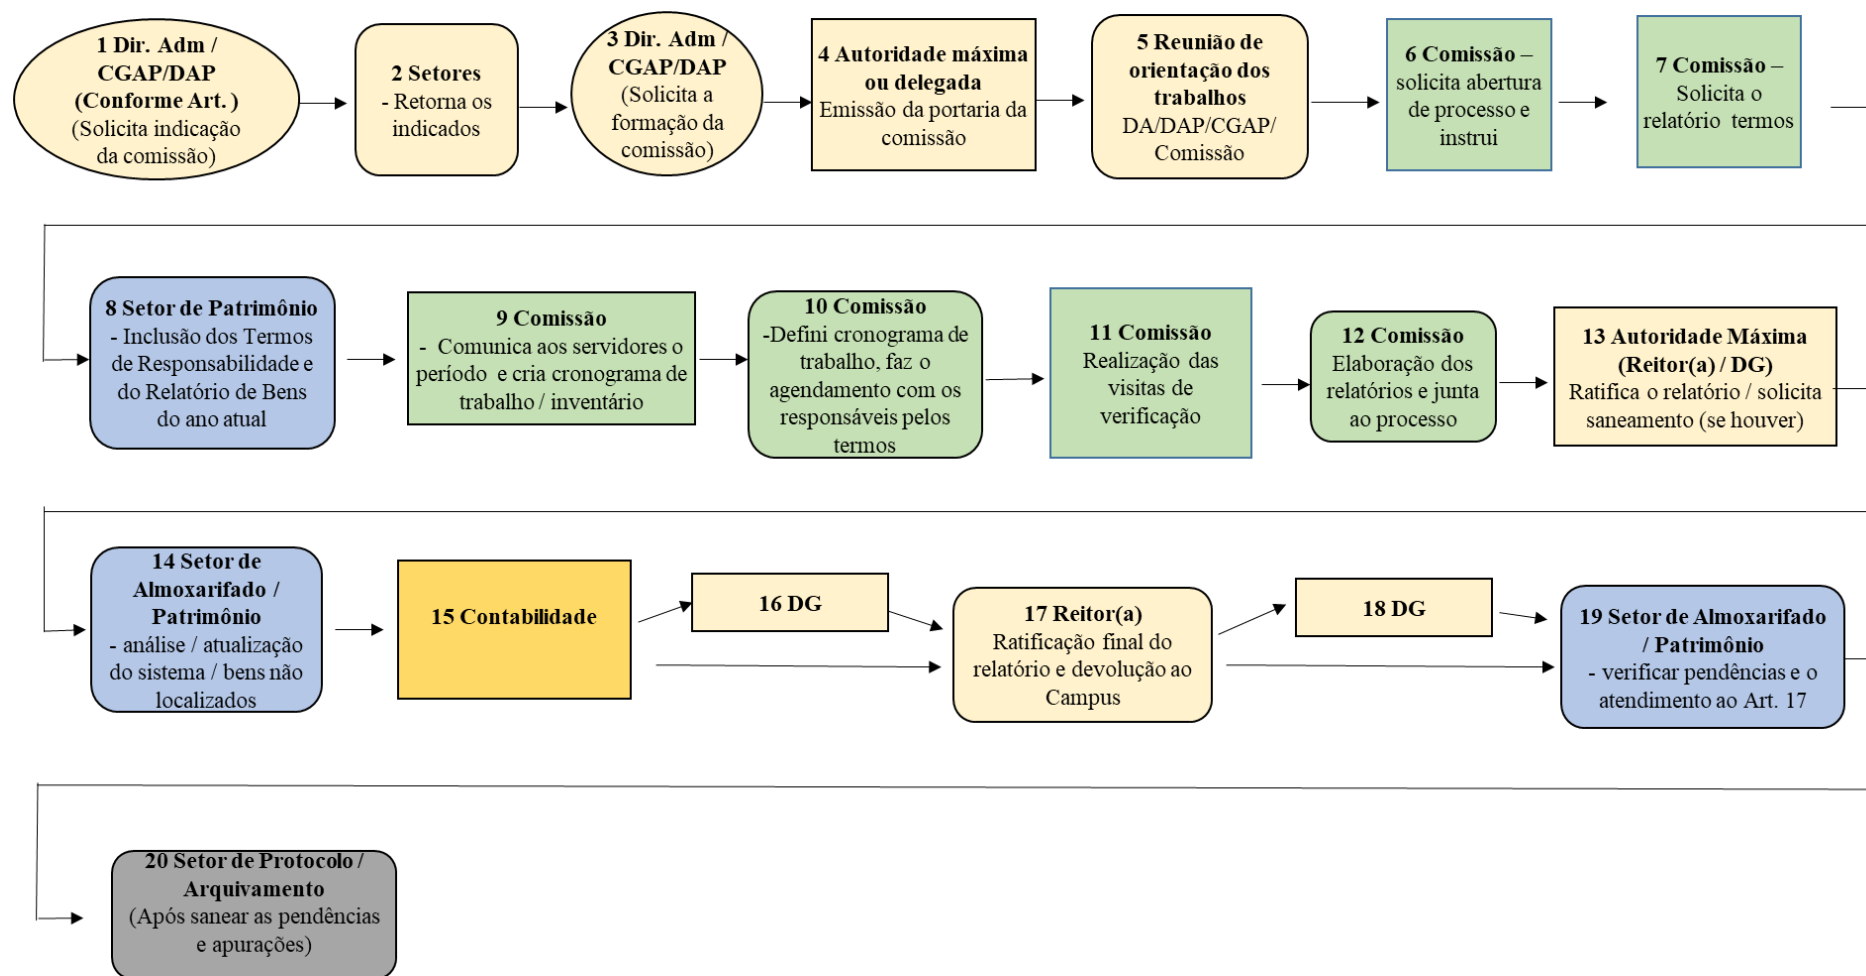 1 Dir. Adm /
CGAP/DAP
(Conforme Art. )
(Solicita indicação
da comissão)
2 Setores
- Retorna os
indicados
3 Dir. Adm /
CGAP/DAP
(Solicita a
formação da
comissão)
4 Autoridade máxima
ou delegada
Emissão da portaria da
comissão
5 Reunião de
orientação dos
trabalhos
DA/DAP/CGAP/
Comissão
6 Comissão –
solicita abertura
de processo e
instrui
7 Comissão –
Solicita o
relatório termos
8 Setor de Patrimônio
- Inclusão dos Termos
de Responsabilidade e
do Relatório de Bens
do ano atual
9 Comissão
- Comunica aos servidores o
período e cria cronograma de
trabalho / inventário
10 Comissão
-Defini cronograma de
trabalho, faz o
agendamento com os
responsáveis pelos
termos
11 Comissão
Realização das
visitas de
verificação
12 Comissão
Elaboração dos
relatórios e junta
ao processo
13 Autoridade Máxima
(Reitor(a) / DG)
Ratifica o relatório / solicita
saneamento (se houver)
14 Setor de
Almoxarifado /
Patrimônio
- análise / atualização
do sistema / bens não
localizados
15 Contabilidade
16 DG
17 Reitor(a)
Ratificação final do
relatório e devolução ao
Campus
18 DG
19 Setor de Almoxarifado
/ Patrimônio
- verificar pendências e o
atendimento ao Art. 17
20 Setor de Protocolo /
Arquivamento
(Após sanear as pendências
e apurações)